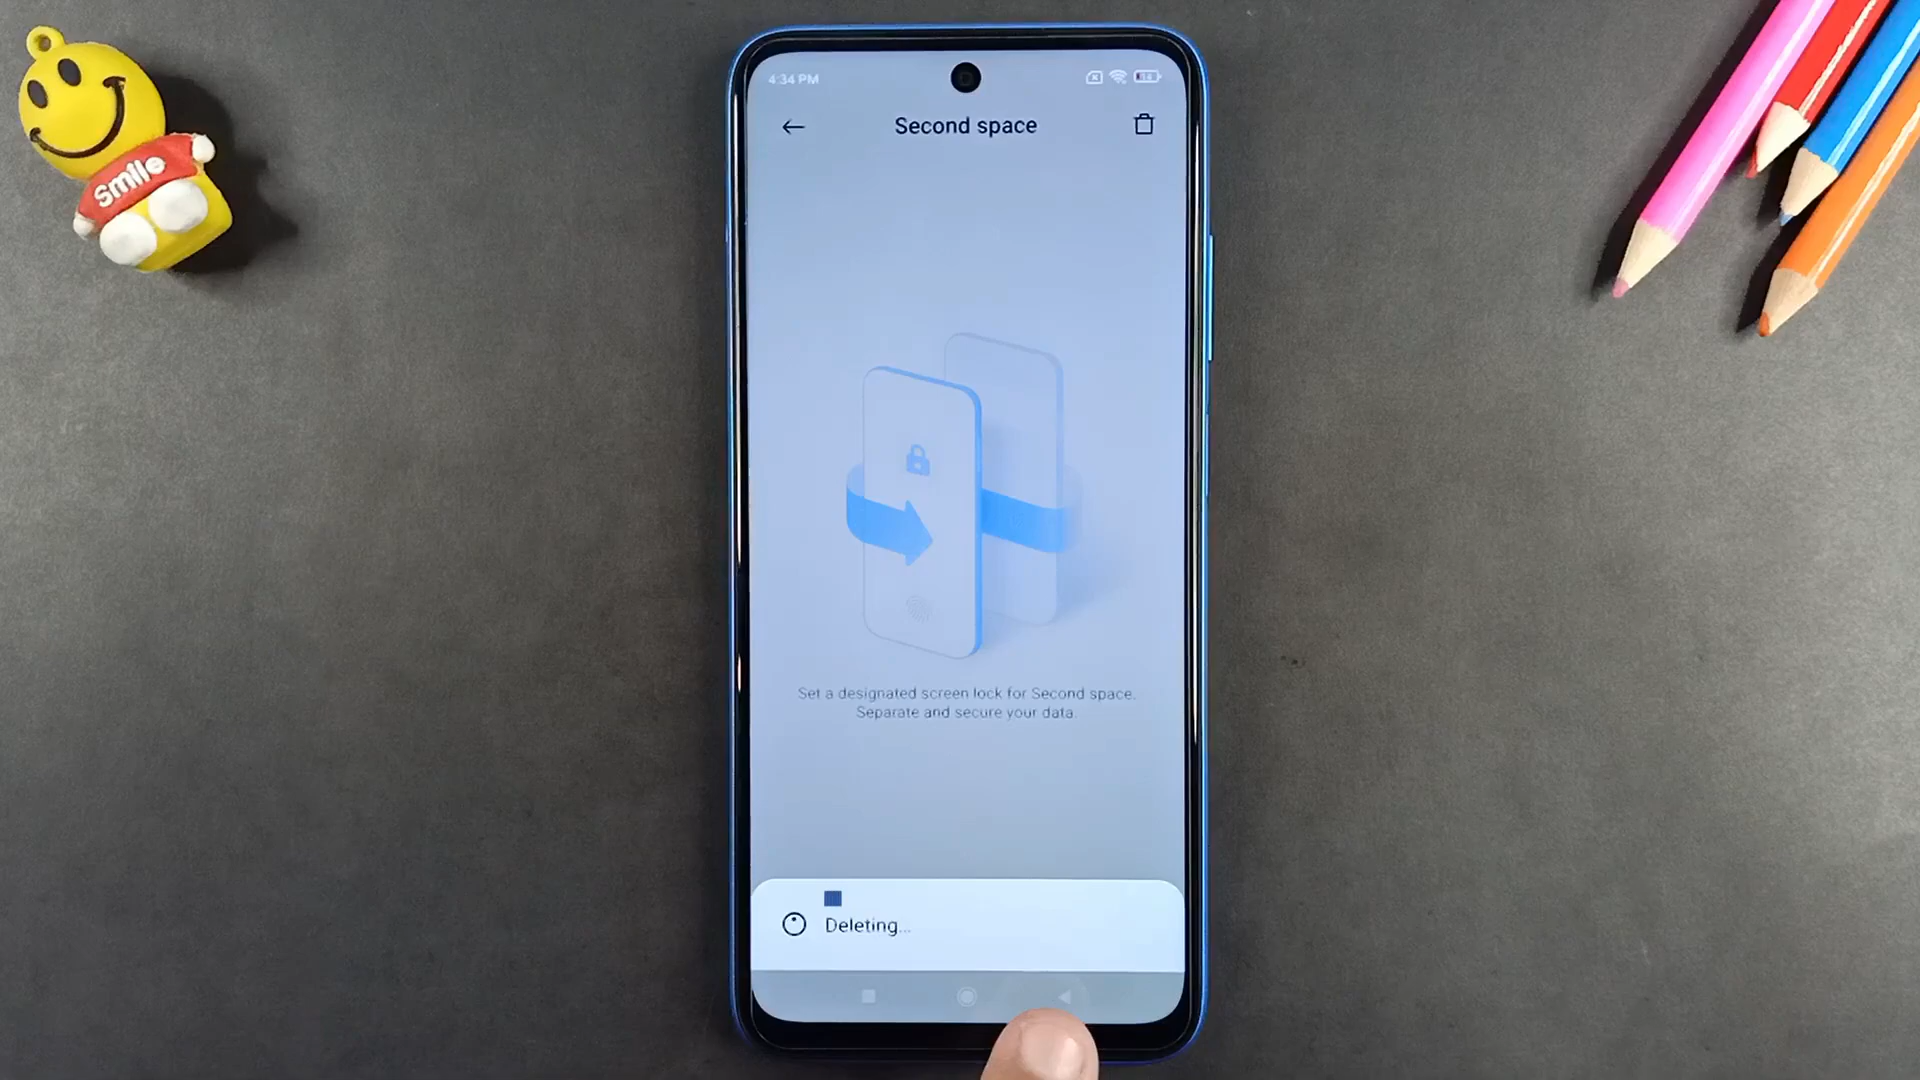 smile
4:34 PM
Second space
Set a designated screen lock for Second space.
Separate and secure your data.
Deleting...